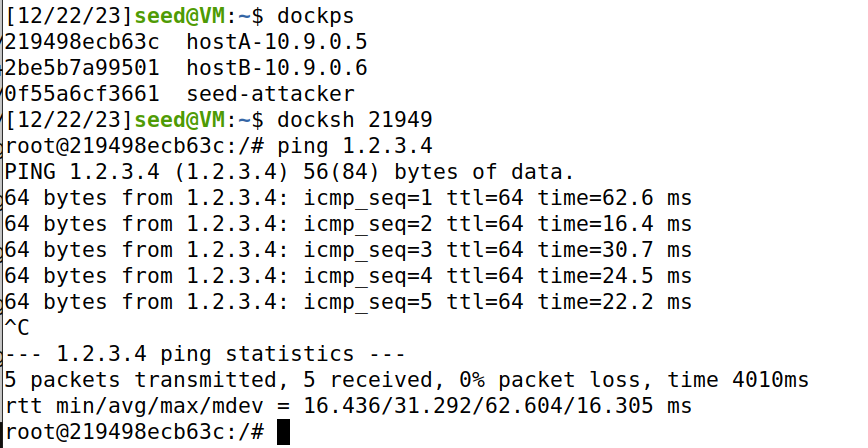 [12/22/23]seed@VM:~$ dockps
219498ecb63c  hostA-10.9.0.5
2be5b7a99501  hostB-10.9.0.6
0f55a6cf3661  seed-attacker
[12/22/23]seed@VM:~$ docksh 21949
root@219498ecb63c:/# ping 1.2.3.4
PING 1.2.3.4 (1.2.3.4) 56(84) bytes of data.
64 bytes from 1.2.3.4: icmp_seq=1 ttl=64 time=62.6 ms
64 bytes from 1.2.3.4: icmp_seq=2 ttl=64 time=16.4 ms
64 bytes from 1.2.3.4: icmp_seq=3 ttl=64 time=30.7 ms
64 bytes from 1.2.3.4: icmp_seq=4 ttl=64 time=24.5 ms
64 bytes from 1.2.3.4: icmp_seq=5 ttl=64 time=22.2 ms
^C
--- 1.2.3.4 ping statistics ---
5 packets transmitted, 5 received, 0% packet loss, time 4010ms
rtt min/avg/max/mdev = 16.436/31.292/62.604/16.305 ms
root@219498ecb63c:/#